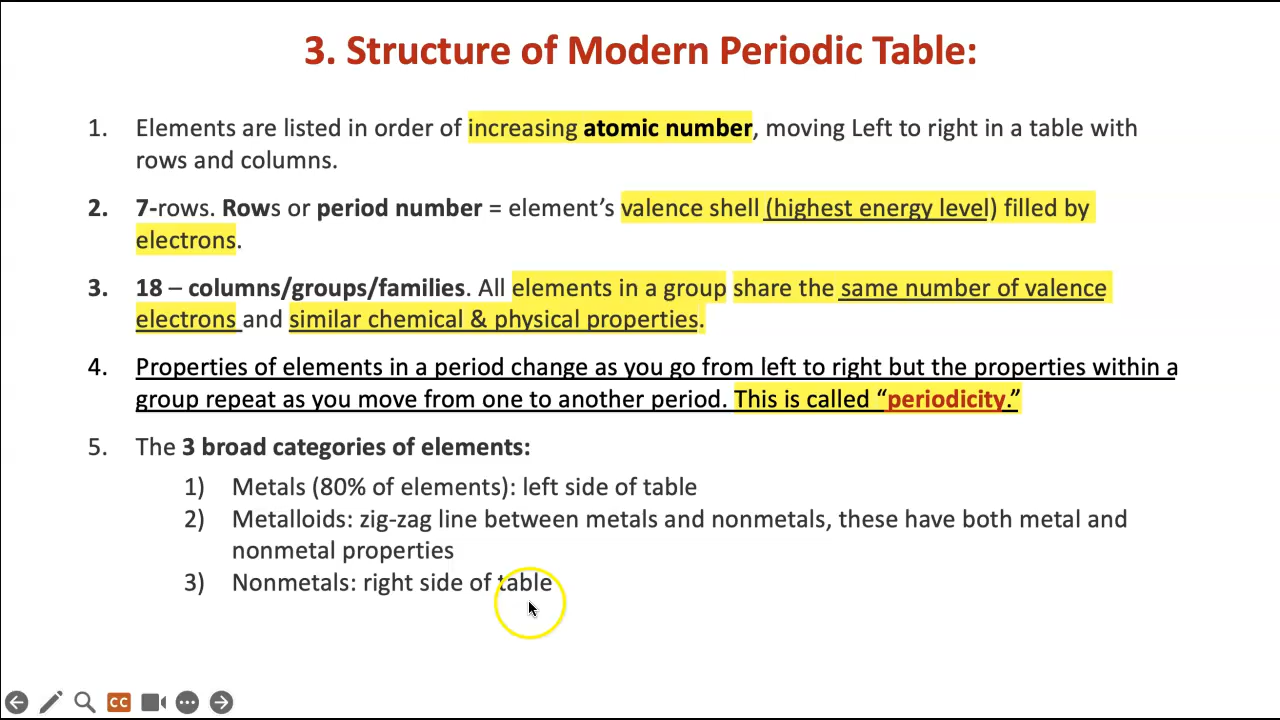 3. Structure of Modern Periodic Table:
1. Elements are listed in order of increasing atomic number, moving Left to right in a table with
rows and columns.
2. 7-rows. Rows or period number = element’s valence shell (highest energy level) filled by
electrons.
3. 18 – columns/groups/families. All elements in a group share the same number of valence
electrons and similar chemical & physical properties.
4. Properties of elements in a period change as you go from left to right but the properties within a
group repeat as you move from one to another period. This is called “periodicity.”
5. The 3 broad categories of elements:
1) Metals (80% of elements): left side of table
2) Metalloids: zig-zag line between metals and nonmetals, these have both metal and
nonmetal properties
3) Nonmetals: right side of table
CC